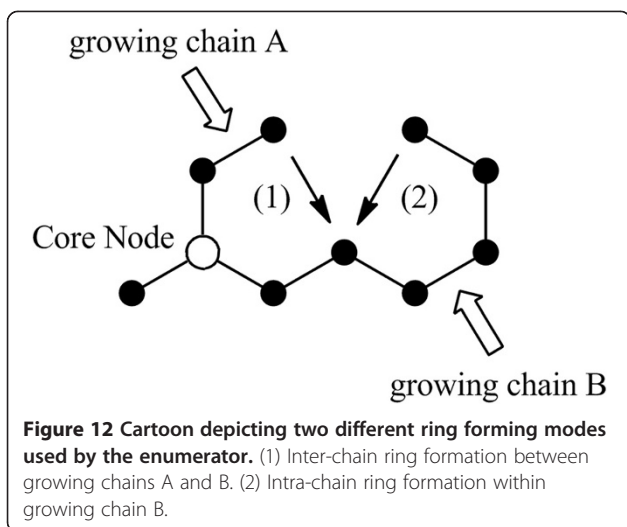 growing chain A
(1)
(2)
Core Node
growing chain B
Figure 12 Cartoon depicting two different ring forming modes
used by the enumerator. (1) Inter-chain ring formation between
growing chains A and B. (2) Intra-chain ring formation within
growing chain B.